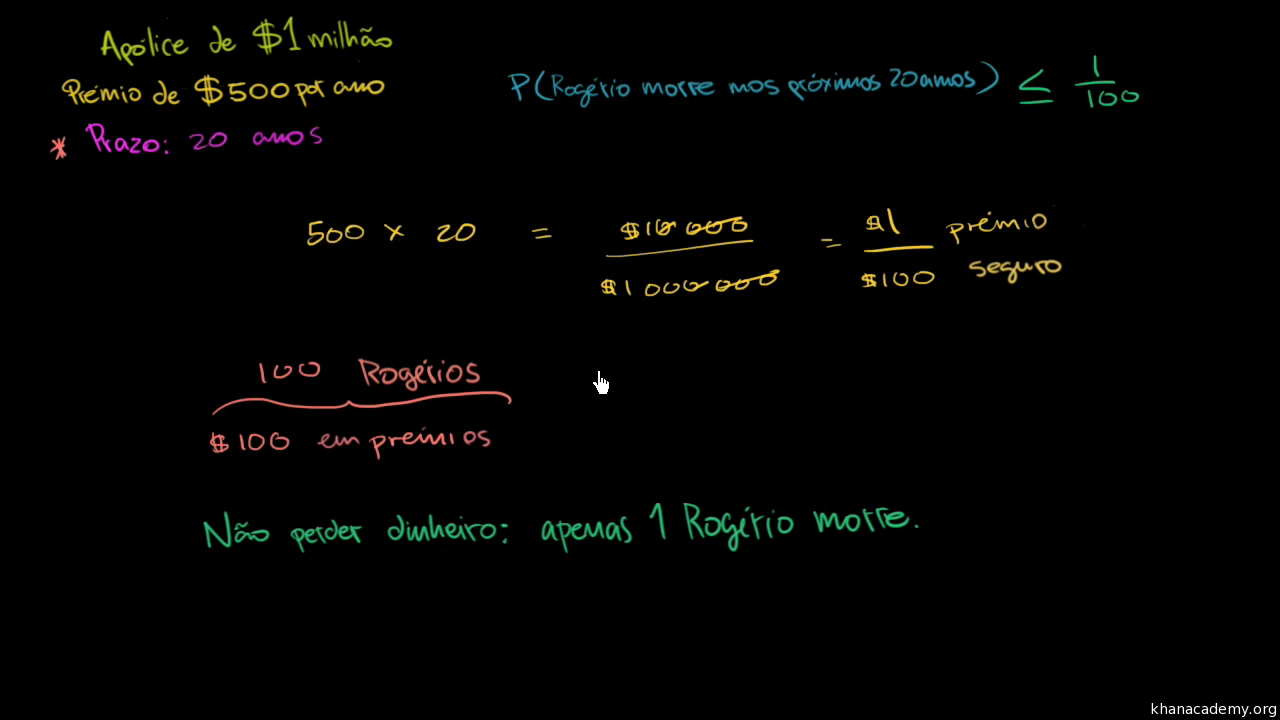 Apólice de $1 milhão
Prêmio de $500 por ano
* Prazo: 20 anos
P(Rogério morre nos próximos 20 anos) ≤ 1/100
500 x 20 = $10 000 / $1 000 000 = $1 / $100 prêmio seguro
100 Rogérios
$100 em prêmios
Não perder dinheiro: apenas 1 Rogério morre.
khanacademy.org